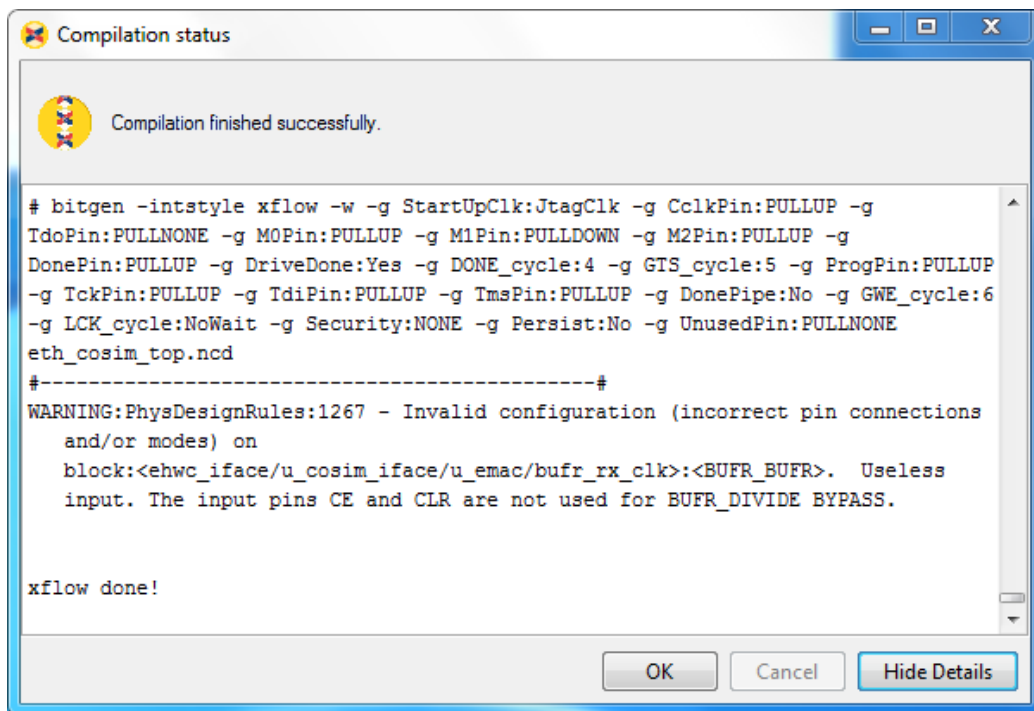 Compilation status
Compilation finished successfully.
# bitgen -intstyle xflow -w -g StartUpClk:JtagClk -g CclkPin:PULLUP -g
TdoPin:PULLNONE -g M0Pin:PULLUP -g M1Pin:PULLDOWN -g M2Pin:PULLUP -g
DonePin:PULLUP -g DriveDone:Yes -g DONE_cycle:4 -g GTS_cycle:5 -g ProgPin:PULLUP
-g TckPin:PULLUP -g TdiPin:PULLUP -g TmsPin:PULLUP -g DonePipe:No -g GWE_cycle:6
-g LCK_cycle:NoWait -g Security:NONE -g Persist:No -g UnusedPin:PULLNONE
eth_cosim_top.ncd
#----------------------------------------------#
WARNING:PhysDesignRules:1267 - Invalid configuration (incorrect pin connections
and/or modes) on
block:<ehwc_iface/u_cosim_iface/u_emac/bufr_rx_clk>:<BUFR_BUFR>.  Useless
input. The input pins CE and CLR are not used for BUFR_DIVIDE BYPASS.
xflow done!
OK
Cancel
Hide Details